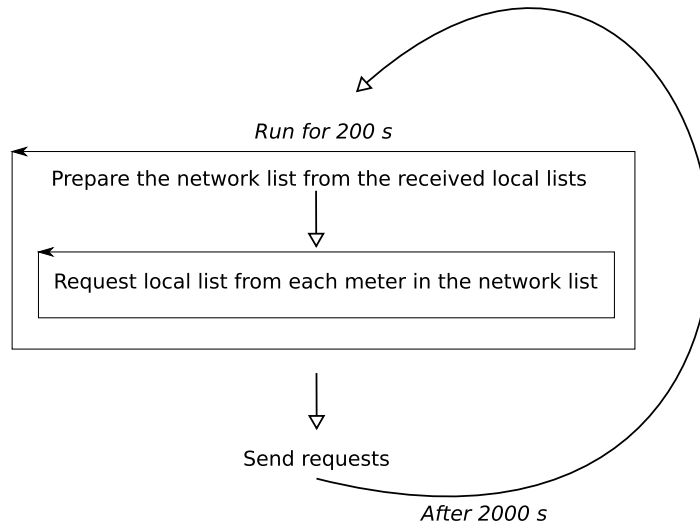 Run for 200 s
Prepare the network list from the received local lists
Request local list from each meter in the network list
Send requests
After 2000 s